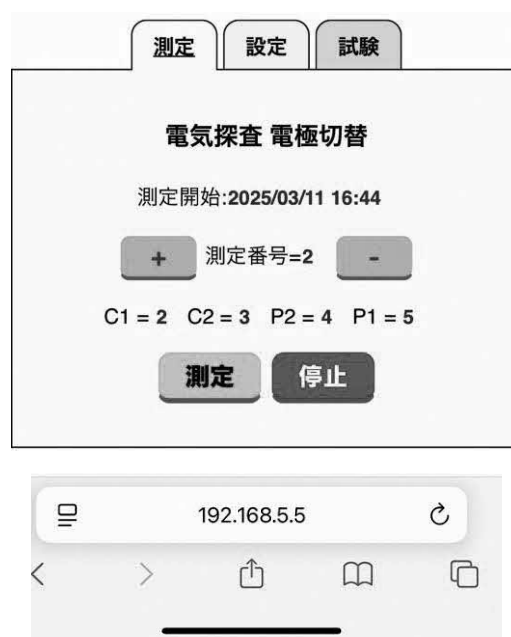 測定 設定 試験
電気探査 電極切替
測定開始:2025/03/11 16:44
+ 測定番号=2 -
C1 = 2 C2 = 3 P2 = 4 P1 = 5
測定 停止
192.168.5.5